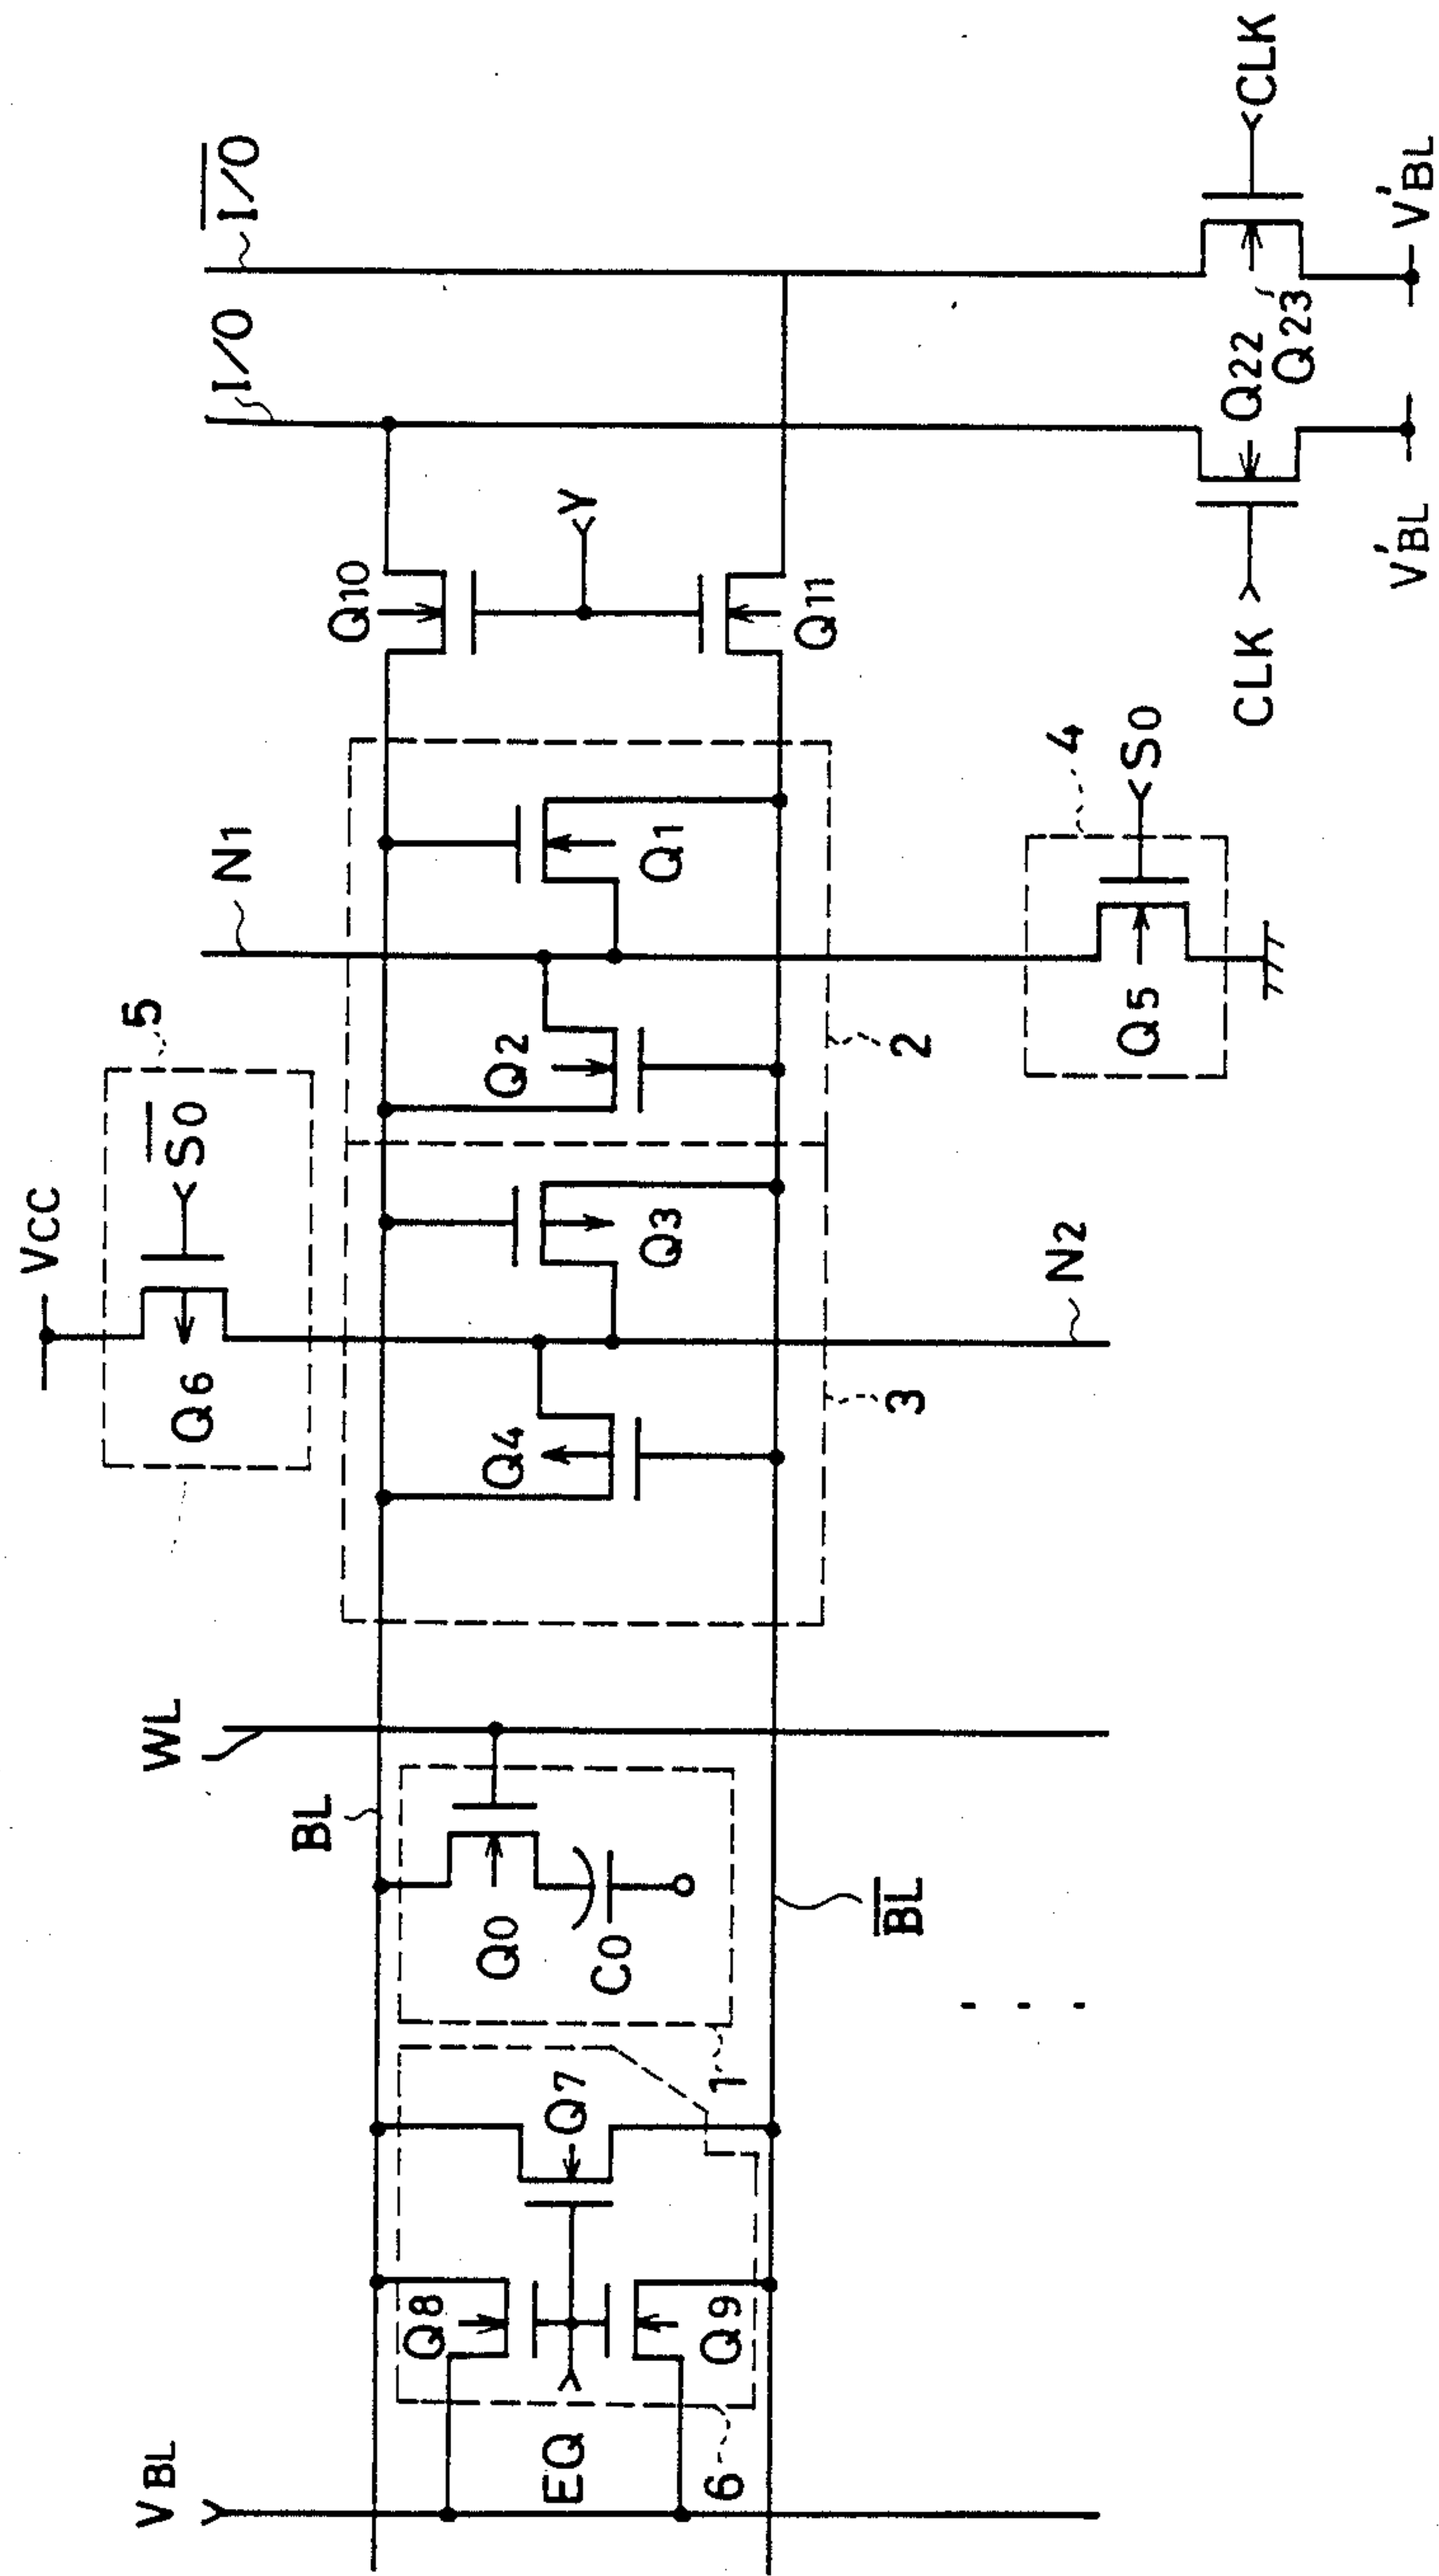 VCC
5
S0
Q6
N1
I/O
I/O
VBL
WL
BL
Q8
EQ
Q7
Q9
6
Q0
C0
1
BL
Q4
Q3
Q2
Q1
3
2
N2
Q10
Y
Q11
4
S0
Q5
CLK
Q22
Q23
CLK
V'BL
V'BL